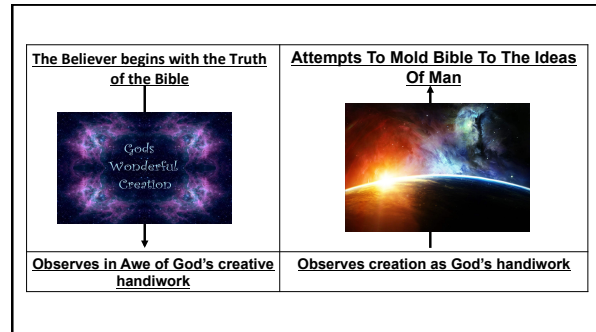 The Believer begins with the Truth
of the Bible
Attempts To Mold Bible To The Ideas
Of Man
Gods
Wonderful
Creation
Observes in Awe of God's creative
handiwork
Observes creation as God's handiwork